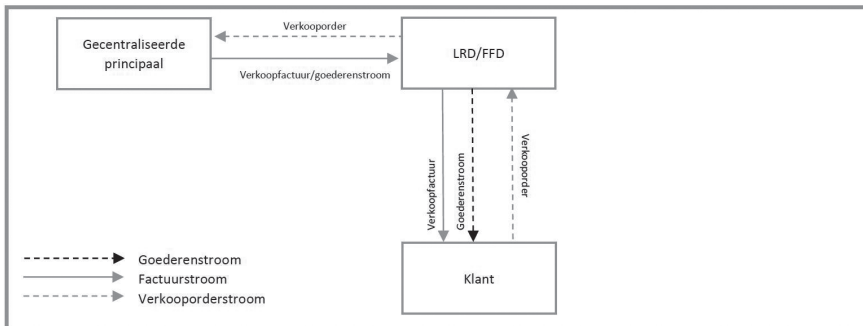 Verkooporder
Gecentraliseerde
principaal
LRD/FFD
Verkoopfactuur/goederenstroom
Verkoopfactuur
Goederenstroom
Verkooporder
Klant
Goederenstroom
Factuurstroom
Verkooporderstroom